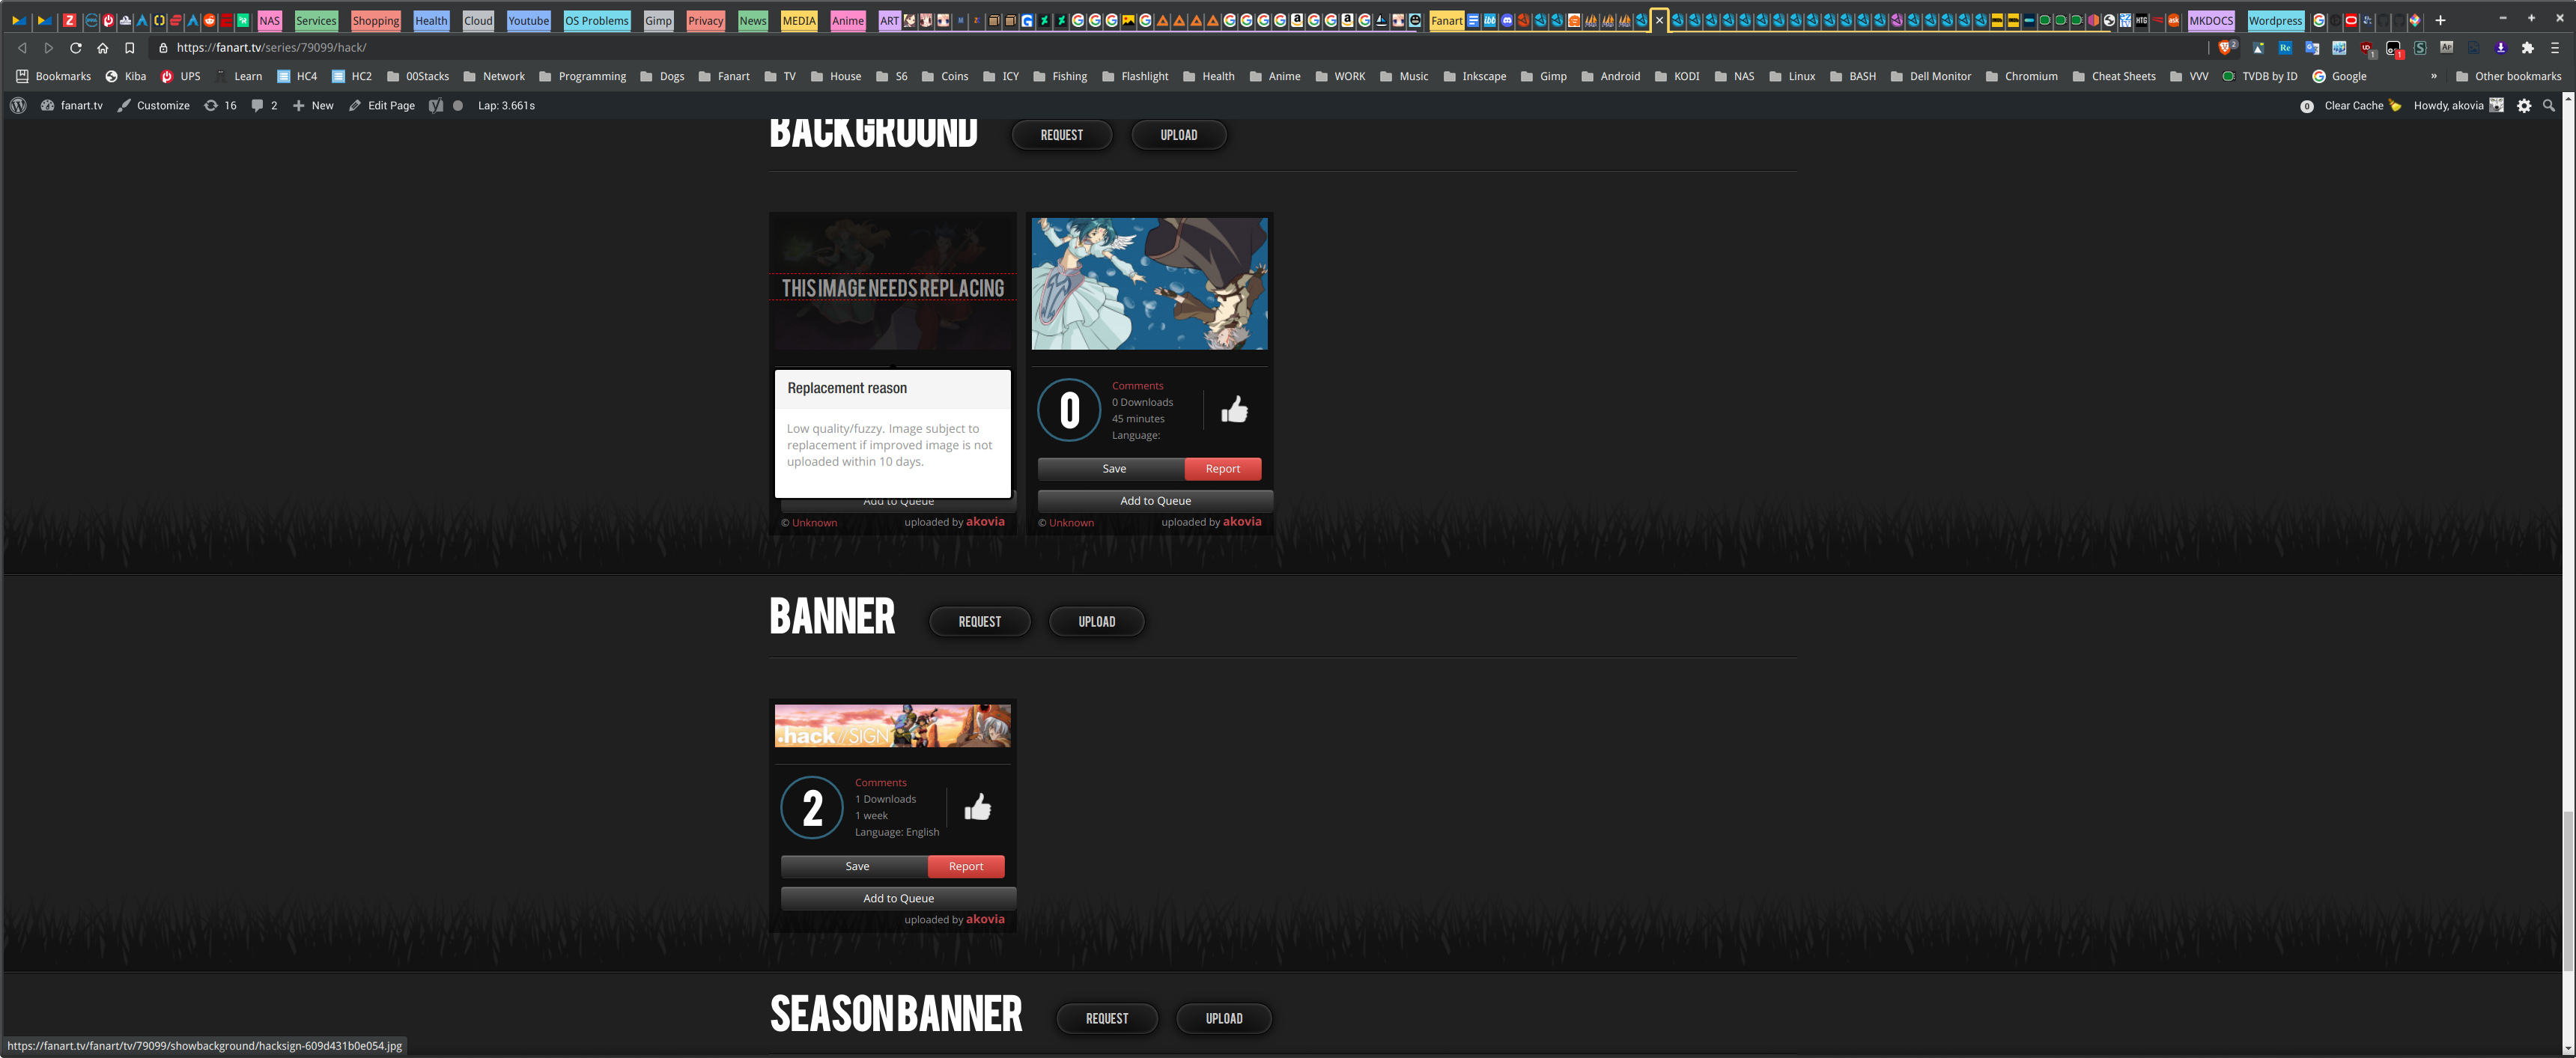 NAS Services Shopping Health Cloud Youtube OS Problems Gimp Privacy News MEDIA Anime ART Fanart MKDOCS Wordpress
https://fanart.tv/series/79099/hack/
Bookmarks Kiba UPS Learn HC4 HC2 00Stacks Network Programming Dogs Fanart TV House S6 Coins ICY Fishing Flashlight Health Anime WORK Music Inkscape Gimp Android KODI NAS Linux BASH Dell Monitor Chromium Cheat Sheets VVV TVDB by ID Google » Other bookmarks
fanart.tv Customize 16 2 New Edit Page Lap: 3.661s 0 Clear Cache Howdy, akovia
BACKGROUND REQUEST UPLOAD
THIS IMAGE NEEDS REPLACING
Replacement reason
Low quality/fuzzy. Image subject to
replacement if improved image is not
uploaded within 10 days.
Add to Queue
© Unknown uploaded by akovia
0
Comments
0 Downloads
45 minutes
Language:
Save Report
Add to Queue
© Unknown uploaded by akovia
BANNER REQUEST UPLOAD
.hack//SIGN
2
Comments
1 Downloads
1 week
Language: English
Save Report
Add to Queue
uploaded by akovia
SEASON BANNER REQUEST UPLOAD
https://fanart.tv/fanart/tv/79099/showbackground/hacksign-609d431b0e054.jpg